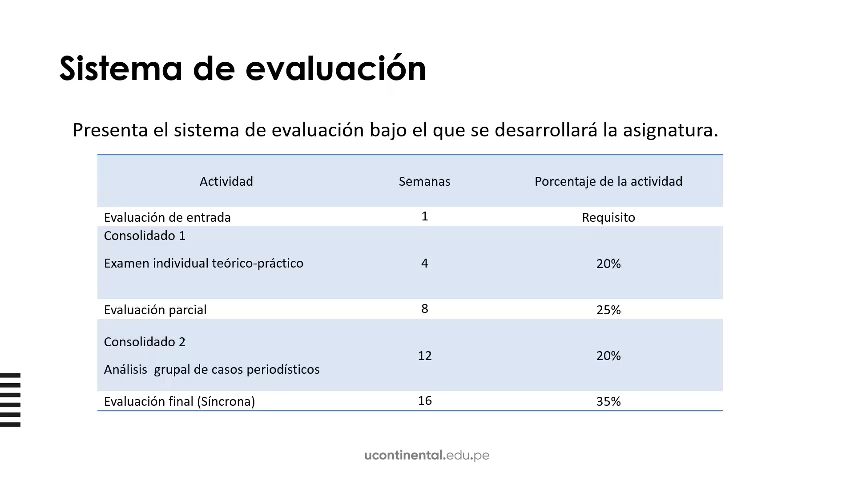 Sistema de evaluación
Presenta el sistema de evaluación bajo el que se desarrollará la asignatura.
Actividad Semanas Porcentaje de la actividad
Evaluación de entrada 1 Requisito
Consolidado 1
Examen individual teórico-práctico 4 20%
Evaluación parcial 8 25%
Consolidado 2
12 20%
Análisis grupal de casos periodísticos
Evaluación final (Síncrona) 16 35%
ucontinental.edu.pe